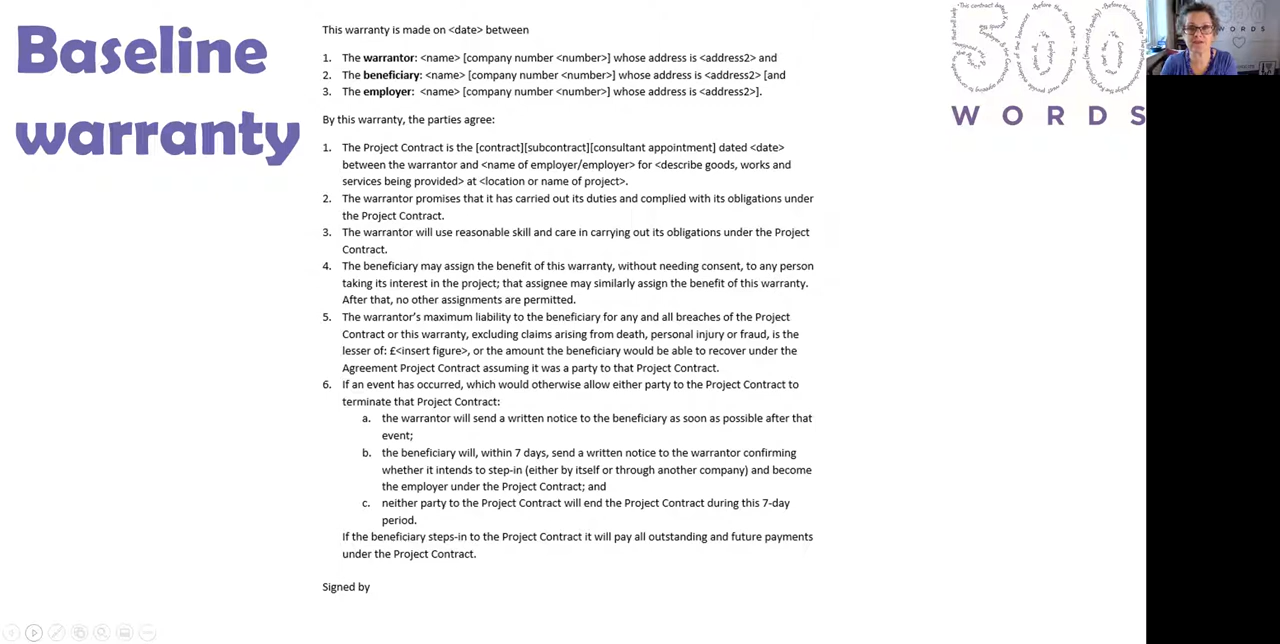 Baseline
warranty
This warranty is made on <date> between
1. The warrantor: <name> [company number <number>] whose address is <address2> and
2. The beneficiary: <name> [company number <number>] whose address is <address2> [and
3. The employer: <name> [company number <number>] whose address is <address2>].
By this warranty, the parties agree:
1. The Project Contract is the [contract][subcontract][consultant appointment] dated <date>
between the warrantor and <name of employer/employer> for <describe goods, works and
services being provided> at <location or name of project>.
2. The warrantor promises that it has carried out its duties and complied with its obligations under
the Project Contract.
3. The warrantor will use reasonable skill and care in carrying out its obligations under the Project
Contract.
4. The beneficiary may assign the benefit of this warranty, without needing consent, to any person
taking its interest in the project; that assignee may similarly assign the benefit of this warranty.
After that, no other assignments are permitted.
5. The warrantor's maximum liability to the beneficiary for any and all breaches of the Project
Contract or this warranty, excluding claims arising from death, personal injury or fraud, is the
lesser of: £<insert figure>, or the amount the beneficiary would be able to recover under the
Agreement Project Contract assuming it was a party to that Project Contract.
6. If an event has occurred, which would otherwise allow either party to the Project Contract to
terminate that Project Contract:
a. the warrantor will send a written notice to the beneficiary as soon as possible after that
event;
b. the beneficiary will, within 7 days, send a written notice to the warrantor confirming
whether it intends to step-in (either by itself or through another company) and become
the employer under the Project Contract; and
c. neither party to the Project Contract will end the Project Contract during this 7-day
period.
If the beneficiary steps-in to the Project Contract it will pay all outstanding and future payments
under the Project Contract.
Signed by
500
WORDS
500
WORDS